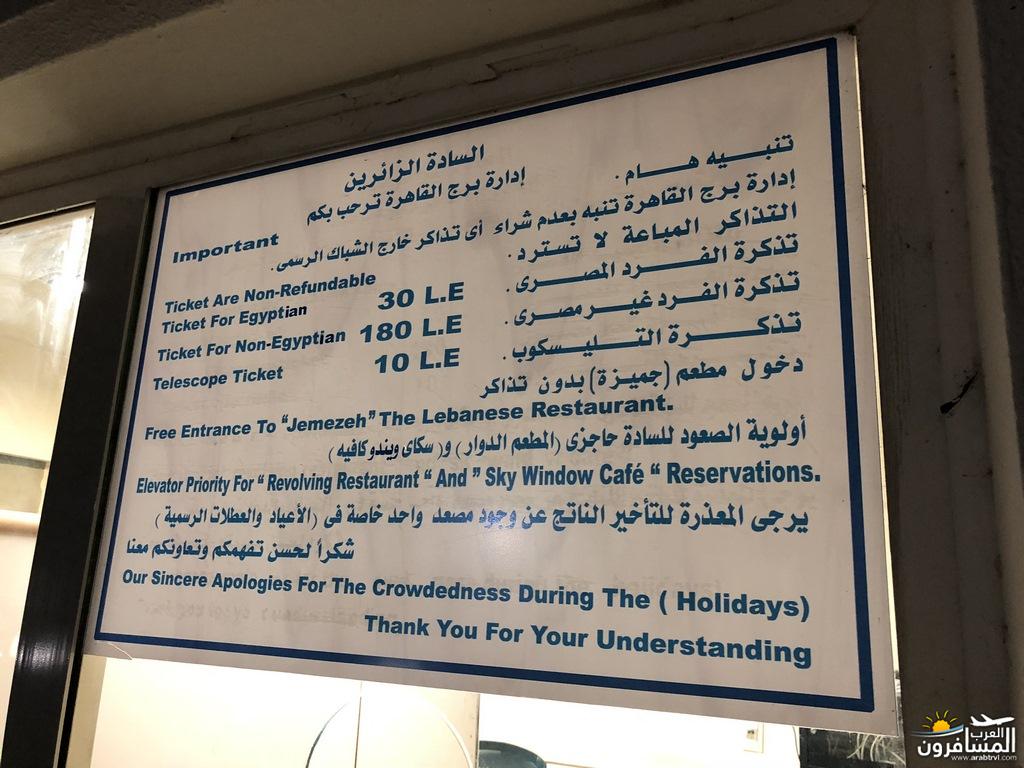 السادة الزائرين
إدارة برج القاهرة ترحب بكم
تنبيه هام .
Important
إدارة برج القاهرة تنبه بعدم شراء أى تذاكر خارج الشباك الرسمى .
التذاكر المباعة لا تسترد .
Ticket Are Non-Refundable
تذكرة الفرد المصرى .
Ticket For Egyptian 30 L.E
تذكرة الفرد غير مصرى .
Ticket For Non-Egyptian 180 L.E
تذكرة التليسكوب .
Telescope Ticket 10 L.E
دخول مطعم (جميزة) بدون تذاكر
Free Entrance To “Jemezeh” The Lebanese Restaurant.
أولوية الصعود للسادة حاجزى (المطعم الدوار) و( سكاى ويندو كافيه )
Elevator Priority For “ Revolving Restaurant “ And ” Sky Window Café “ Reservations.
يرجى المعذرة للتأخير الناتج عن وجود مصعد واحد خاصة فى (الأعياد والعطلات الرسمية )
شكراً لحسن تفهمكم وتعاونكم معنا
Our Sincere Apologies For The Crowdedness During The ( Holidays)
Thank You For Your Understanding
العرب
المسافرون
www.arabtrvl.com